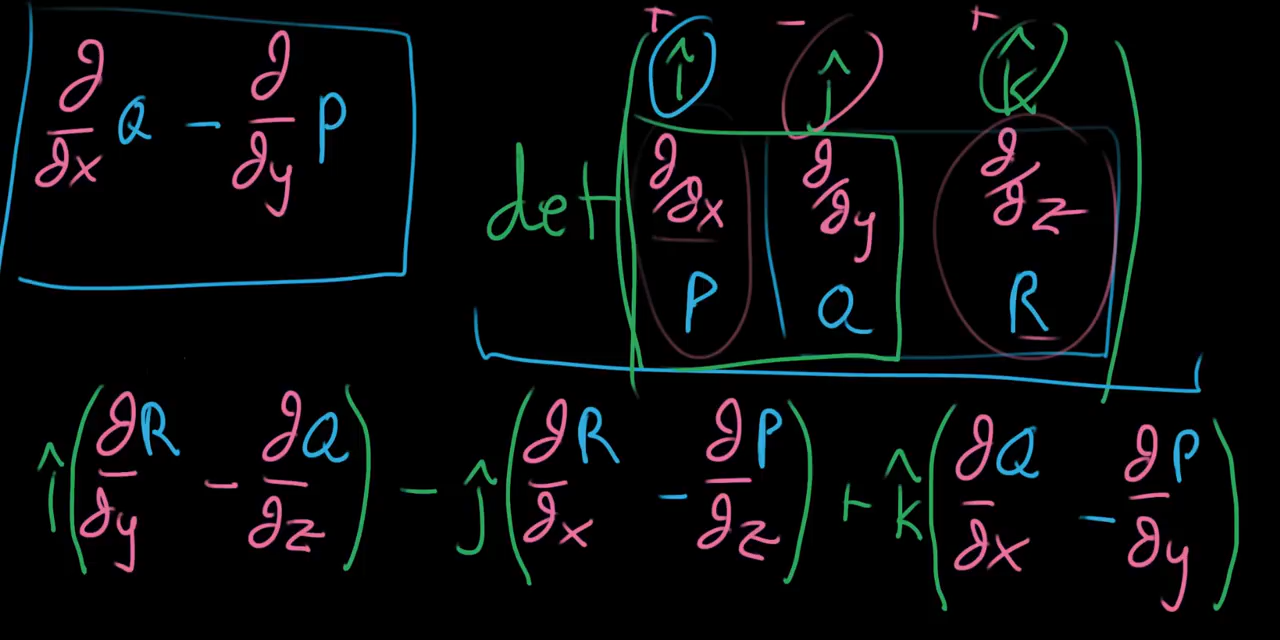 ∂/∂x Q − ∂/∂y P
+ − +
det ( î ĵ k̂
∂/∂x ∂/∂y ∂/∂z
P Q R )
î(∂R/∂y − ∂Q/∂z) − ĵ(∂R/∂x − ∂P/∂z) + k̂(∂Q/∂x − ∂P/∂y)